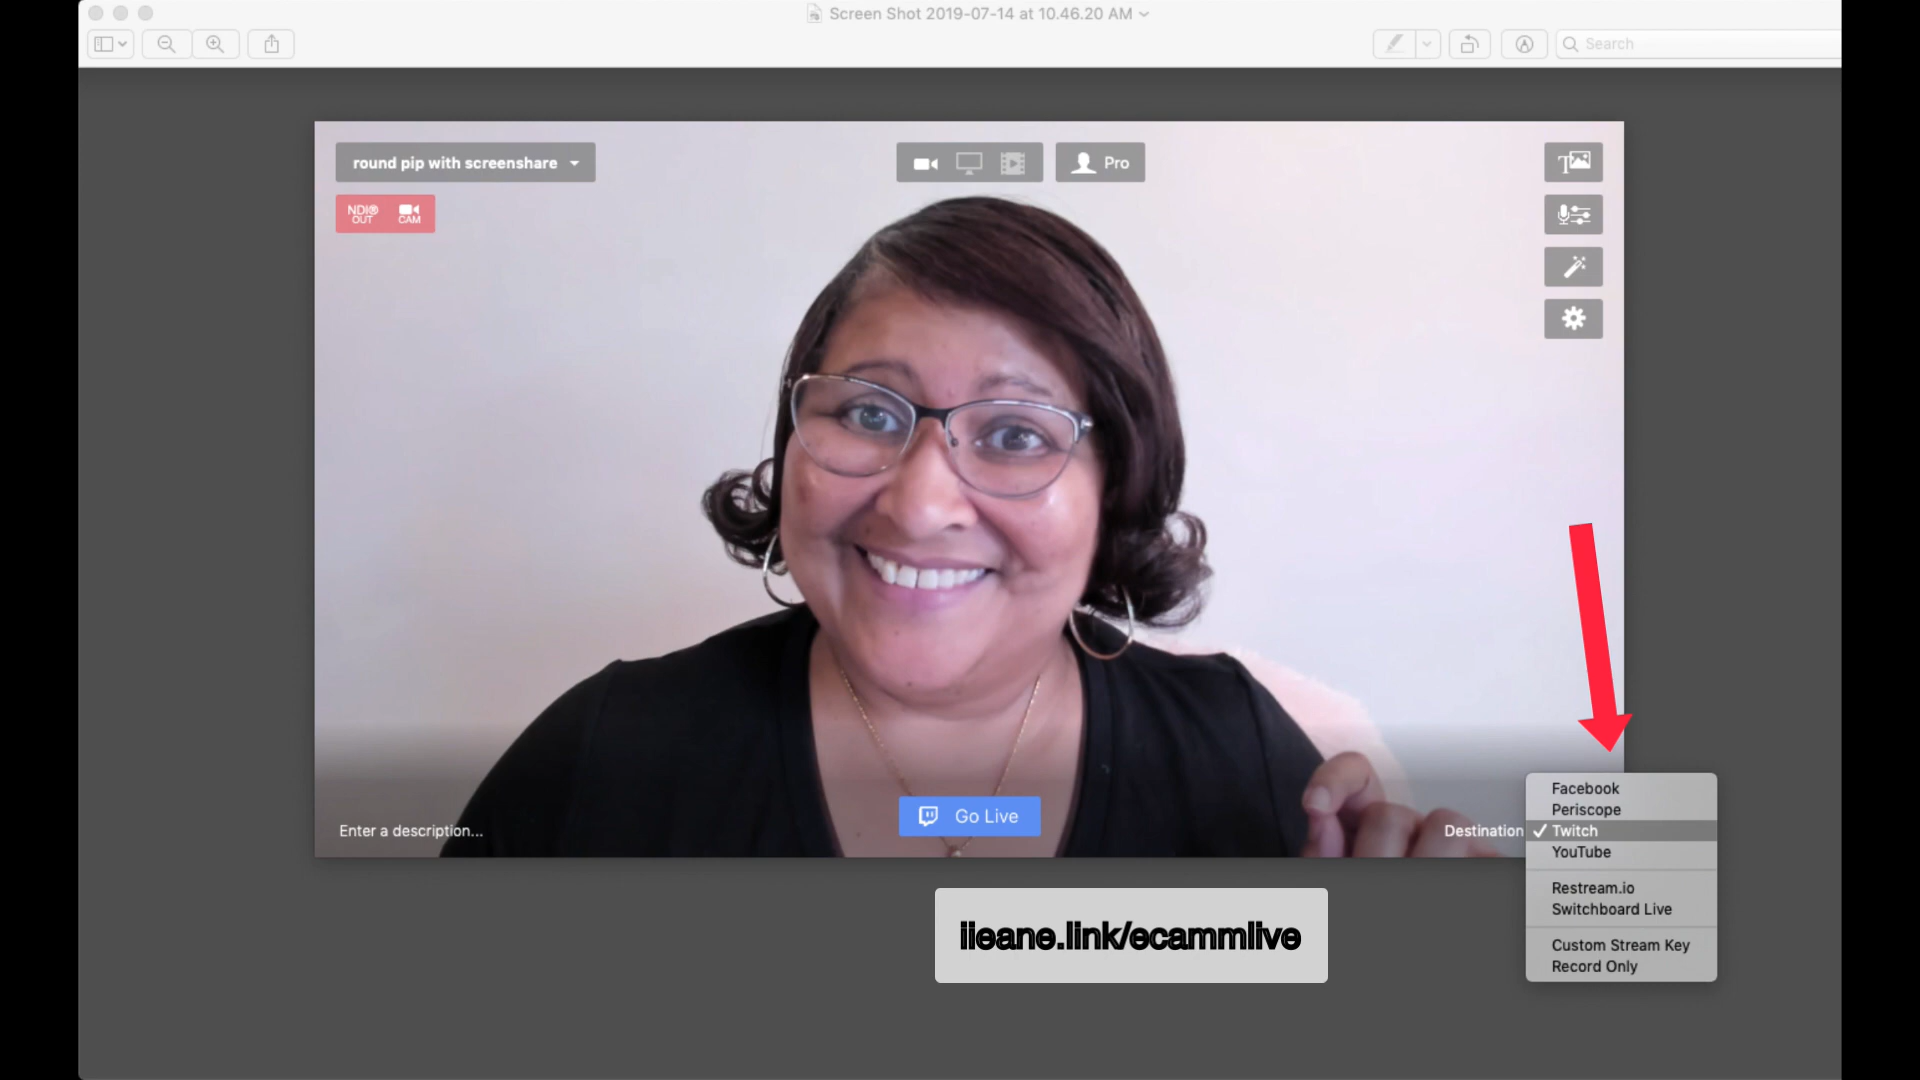 Screen Shot 2019-07-14 at 10.46.20 AM
Search
round pip with screenshare
Pro
NDI® OUT
CAM
Enter a description...
Go Live
Destination
Facebook
Periscope
✓ Twitch
YouTube
Restream.io
Switchboard Live
Custom Stream Key
Record Only
iieane.link/ecammlive